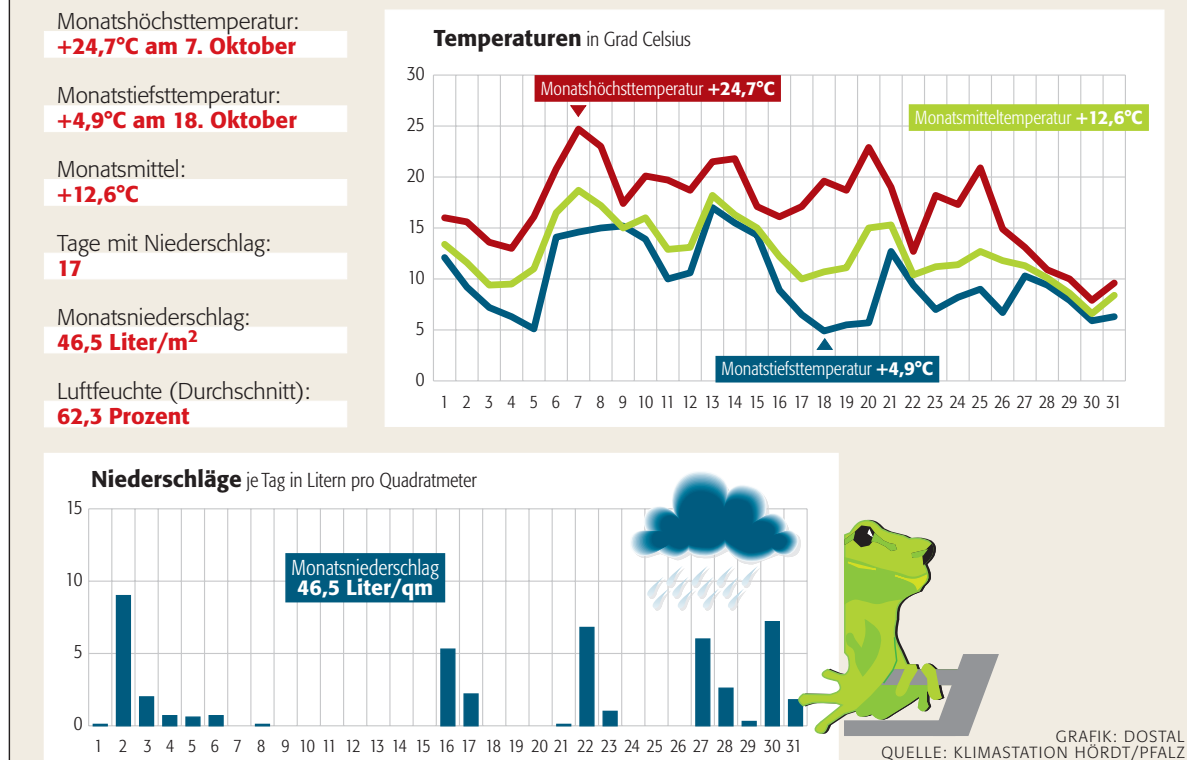 Monatshöchsttemperatur:
+24,7°C am 7. Oktober
Monatstiefsttemperatur:
+4,9°C am 18. Oktober
Monatsmittel:
+12,6°C
Tage mit Niederschlag:
17
Monatsniederschlag:
46,5 Liter/m²
Luftfeuchte (Durchschnitt):
62,3 Prozent
Temperaturen in Grad Celsius
30
25
20
15
10
5
0
Monatshöchsttemperatur +24,7°C
Monatsmitteltemperatur +12,6°C
Monatstiefsttemperatur +4,9°C
1 2 3 4 5 6 7 8 9 10 11 12 13 14 15 16 17 18 19 20 21 22 23 24 25 26 27 28 29 30 31
Niederschläge je Tag in Litern pro Quadratmeter
15
10
5
0
Monatsniederschlag
46,5 Liter/qm
1 2 3 4 5 6 7 8 9 10 11 12 13 14 15 16 17 18 19 20 21 22 23 24 25 26 27 28 29 30 31
GRAFIK: DOSTAL
QUELLE: KLIMASTATION HÖRDT/PFALZ